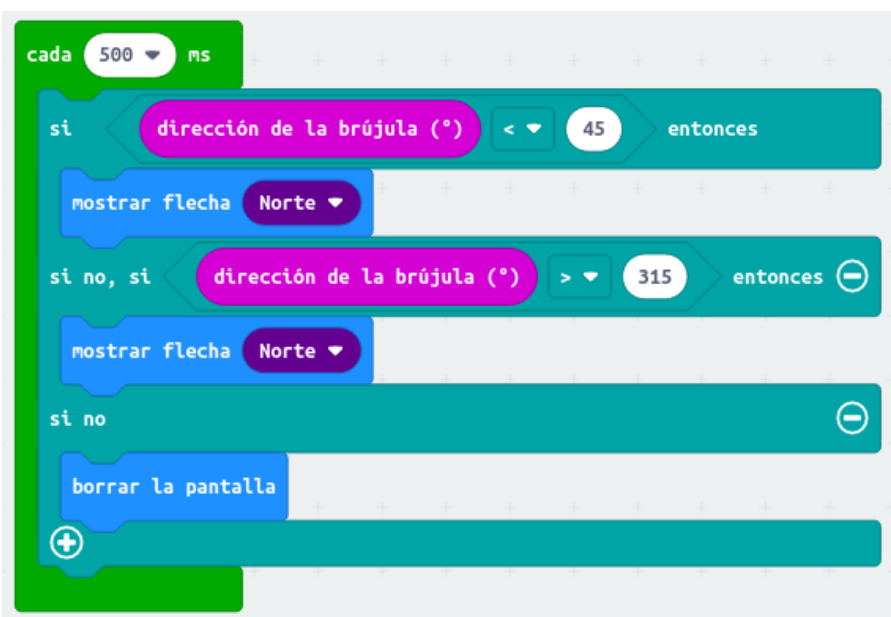 cada 500 ms
si dirección de la brújula (°) < 45 entonces
mostrar flecha Norte
si no, si dirección de la brújula (°) > 315 entonces
mostrar flecha Norte
si no
borrar la pantalla